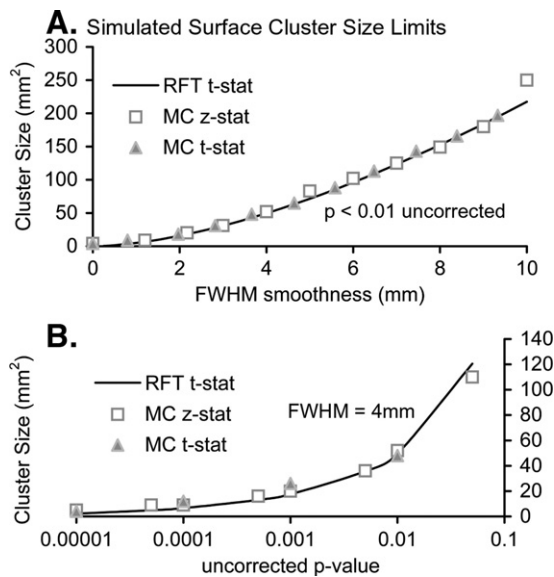 A. Simulated Surface Cluster Size Limits
300
250
200
150
100
50
0
Cluster Size (mm²)
RFT t-stat
MC z-stat
MC t-stat
p < 0.01 uncorrected
0 2 4 6 8 10
FWHM smoothness (mm)
B.
Cluster Size (mm²)
RFT t-stat
MC z-stat
MC t-stat
FWHM = 4mm
140
120
100
80
60
40
20
0
0.00001 0.0001 0.001 0.01 0.1
uncorrected p-value